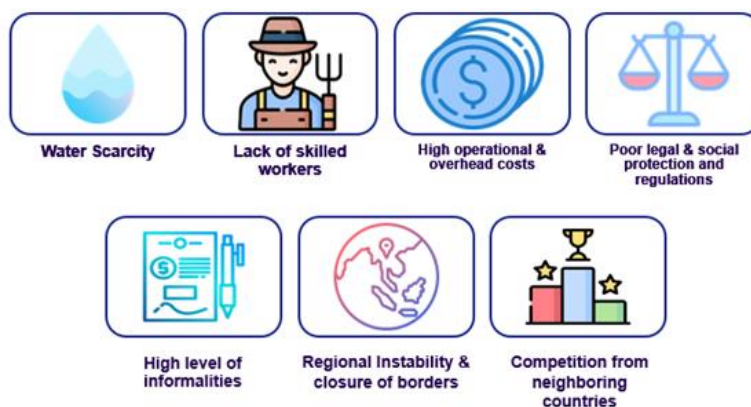 Water Scarcity
Lack of skilled
workers
High operational &
overhead costs
Poor legal & social
protection and
regulations
High level of
informalities
Regional Instability &
closure of borders
Competition from
neighboring
countries